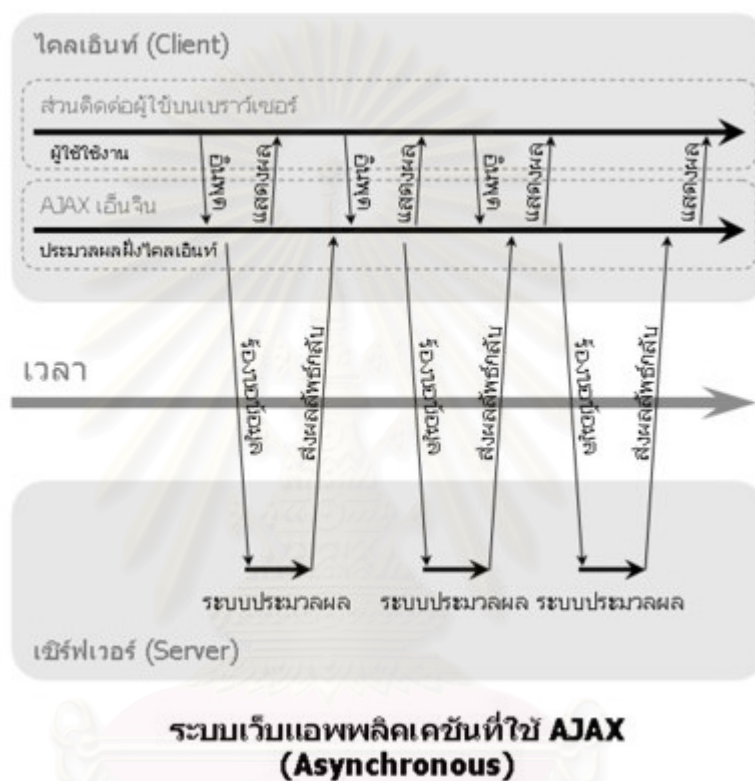 ไคลเอินท์ (Client)
ส่วนติดต่อผู้ใช้บนเบราว์เซอร์
ผู้ใช้ใช้งาน
อินพุต
แสดงผล
อินพุต
แสดงผล
อินพุต
แสดงผล
แสดงผล
AJAX เอ็นจิน
ประมวลผลฝั่งไคลเอินท์
ร้องขอข้อมูล
ส่งผลลัพธ์กลับ
ร้องขอข้อมูล
ส่งผลลัพธ์กลับ
ร้องขอข้อมูล
ส่งผลลัพธ์กลับ
เวลา
ระบบประมวลผล
ระบบประมวลผล
ระบบประมวลผล
เซิร์ฟเวอร์ (Server)
ระบบเว็บแอพพลิคเคชันที่ใช้ AJAX
(Asynchronous)